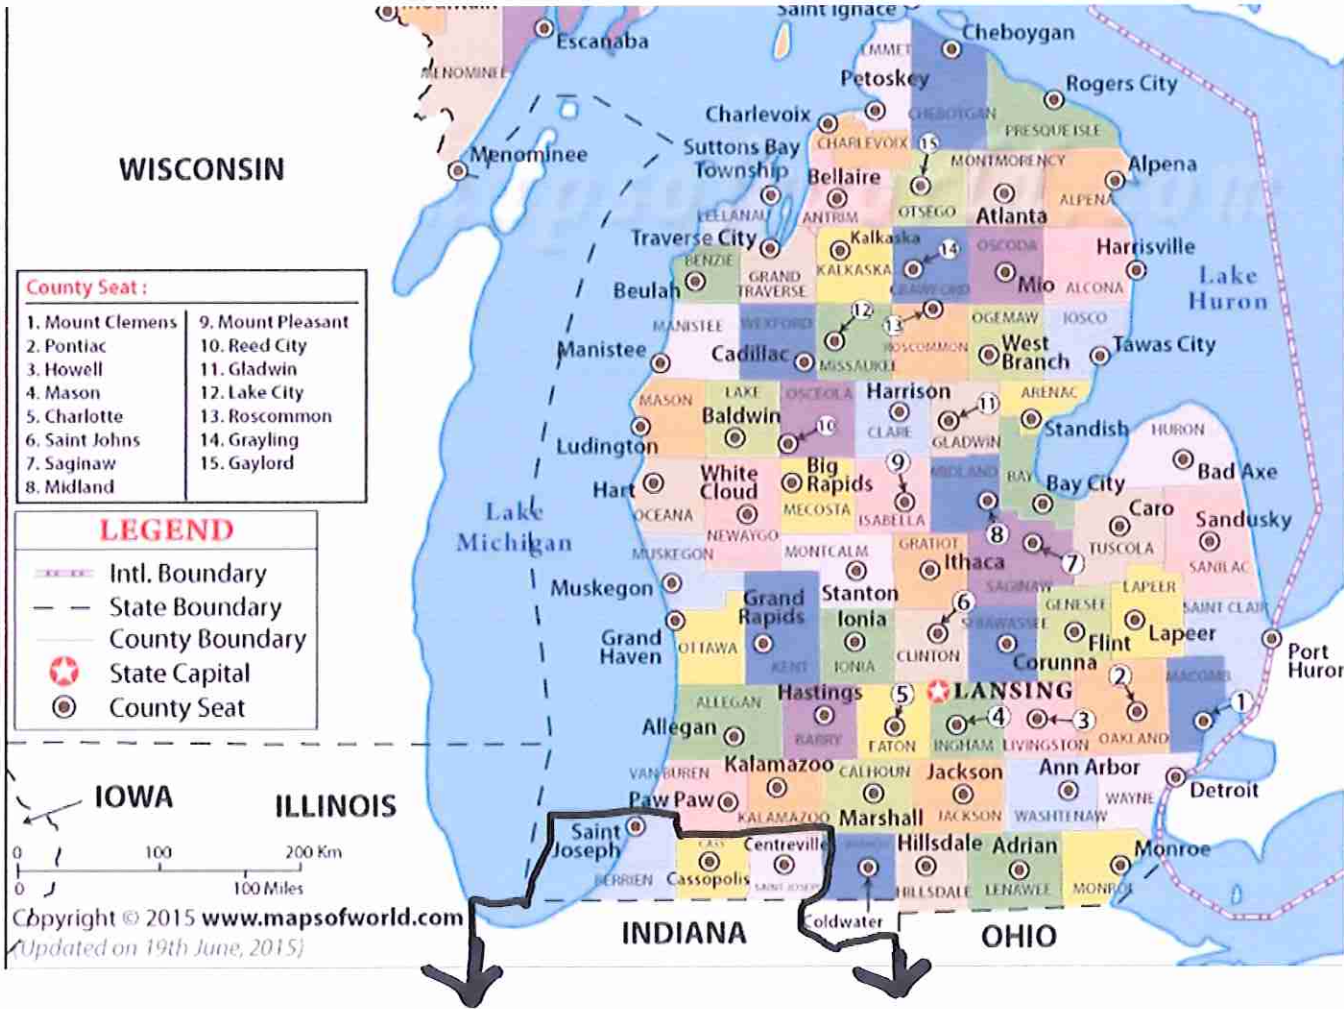 Mountain
Saint Ignace
Escanaba
Cheboygan
EMMET
MENOMINEE
Petoskey
Rogers City
CHEBOYGAN
Charlevoix
PRESQUE ISLE
CHARLEVOIX
15
Menominee
Suttons Bay
Township
WISCONSIN
MONTMORENCY
Alpena
Bellaire
ALPENA
LEELANAU
ANTRIM
OTSEGO
Atlanta
Traverse City
Kalkaska
14
OSCODA
Harrisville
BENZIE
GRAND
TRAVERSE
KALKASKA
CRAWFORD
Mio
ALCONA
Lake
Huron
Beulah
County Seat :
1. Mount Clemens
2. Pontiac
3. Howell
4. Mason
5. Charlotte
6. Saint Johns
7. Saginaw
8. Midland
9. Mount Pleasant
10. Reed City
11. Gladwin
12. Lake City
13. Roscommon
14. Grayling
15. Gaylord
MANISTEE
WEXFORD
12
13
OGEMAW
IOSCO
Manistee
Cadillac
MISSAUKEE
ROSCOMMON
West
Branch
Tawas City
MASON
LAKE
OSCEOLA
Harrison
ARENAC
Baldwin
10
11
Ludington
CLARE
GLADWIN
Standish
HURON
Hart
White
Cloud
Big
Rapids
9
MIDLAND
BAY
Bay City
Bad Axe
OCEANA
NEWAYGO
MECOSTA
ISABELLA
8
Caro
Sandusky
Lake
Michigan
MUSKEGON
MONTCALM
GRATIOT
Ithaca
7
TUSCOLA
SANILAC
SAGINAW
LEGEND
Intl. Boundary
State Boundary
County Boundary
State Capital
County Seat
Muskegon
Stanton
LAPEER
Grand
Rapids
Ionia
6
GENESEE
SAINT CLAIR
Grand
Haven
OTTAWA
SHIAWASSEE
Flint
Lapeer
KENT
IONIA
CLINTON
Corunna
Port
Huron
ALLEGAN
Hastings
5
LANSING
2
MACOMB
1
Allegan
BARRY
EATON
4
INGHAM
3
LIVINGSTON
OAKLAND
VAN BUREN
Kalamazoo
CALHOUN
Jackson
Ann Arbor
Detroit
Paw Paw
KALAMAZOO
Marshall
JACKSON
WASHTENAW
WAYNE
IOWA
ILLINOIS
Saint
Joseph
CASS
Centreville
Hillsdale
Adrian
Monroe
BERRIEN
Cassopolis
SAINT JOSEPH
HILLSDALE
LENAWEE
MONROE
0 100 200 Km
0 100 Miles
Coldwater
INDIANA
OHIO
Copyright © 2015 www.mapsofworld.com
(Updated on 19th June, 2015)